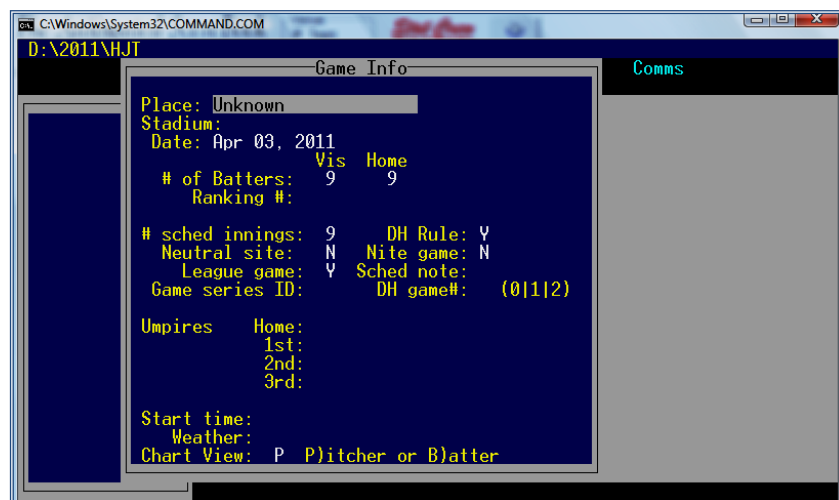 C:\Windows\System32\COMMAND.COM
D:\2011\HJT
Game Info
Comms
Place: Unknown
Stadium:
Date: Apr 03, 2011
Vis Home
# of Batters: 9 9
Ranking #:
# sched innings: 9 DH Rule: Y
Neutral site: N Nite game: N
League game: Y Sched note:
Game series ID: DH game#: (0|1|2)
Umpires Home:
1st:
2nd:
3rd:
Start time:
Weather:
Chart View: P P)itcher or B)atter